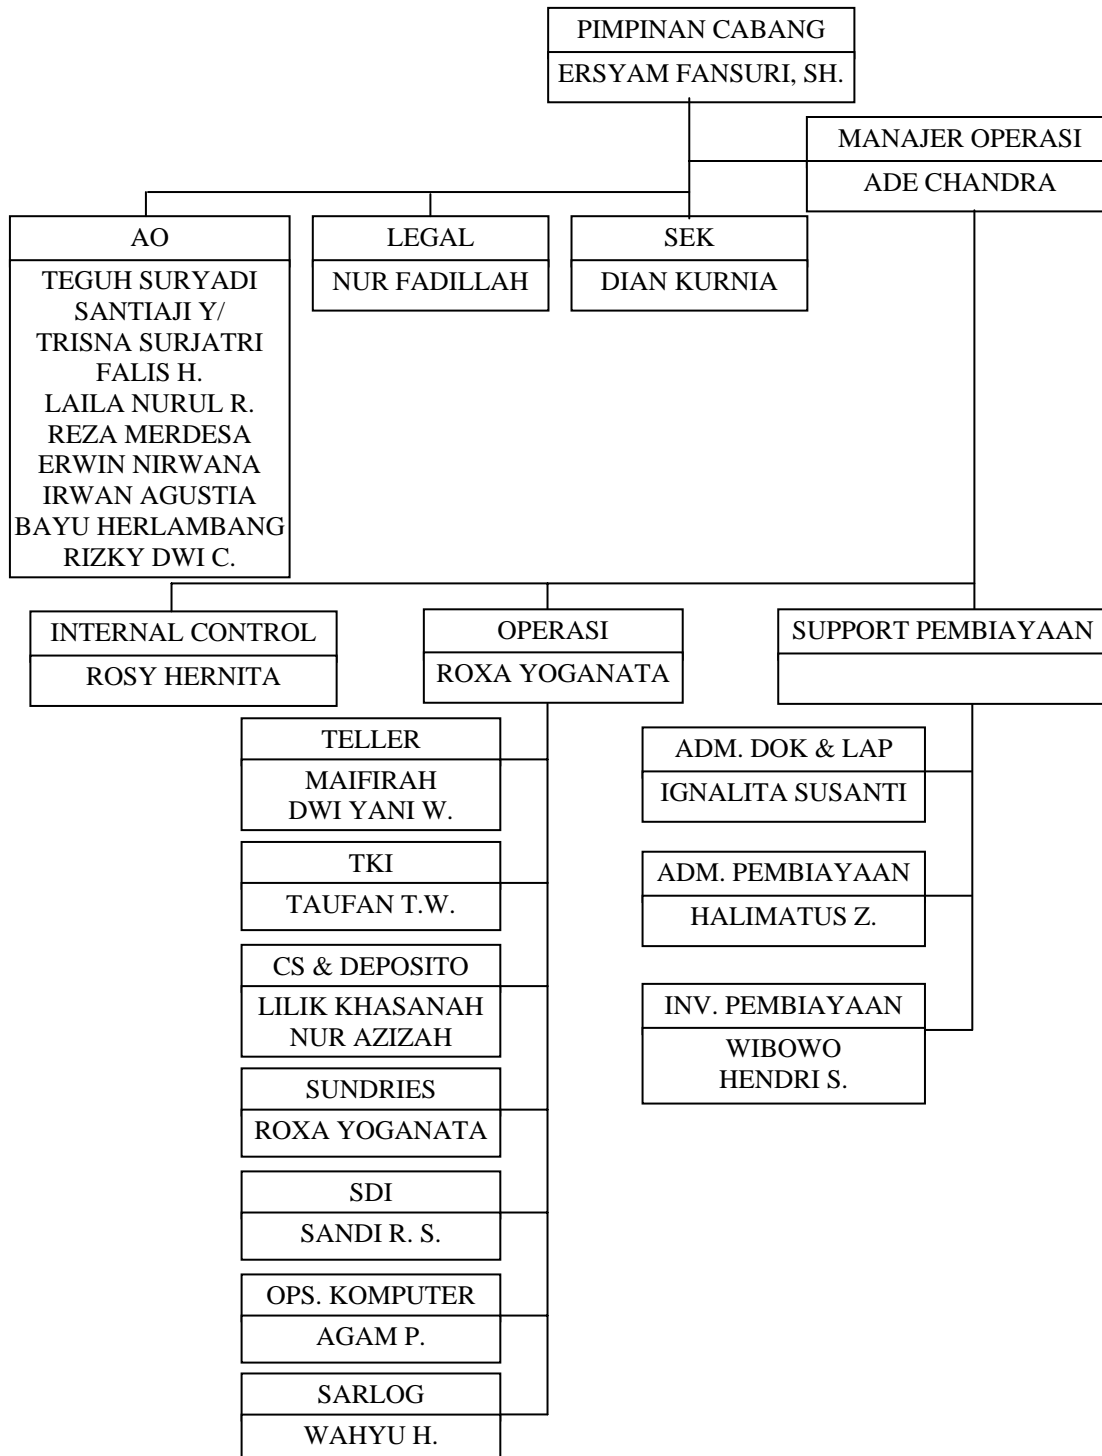 PIMPINAN CABANG
ERSYAM FANSURI, SH.
MANAJER OPERASI
ADE CHANDRA
AO
TEGUH SURYADI
SANTIAJI Y/
TRISNA SURJATRI
FALIS H.
LAILA NURUL R.
REZA MERDESA
ERWIN NIRWANA
IRWAN AGUSTIA
BAYU HERLAMBANG
RIZKY DWI C.
LEGAL
NUR FADILLAH
SEK
DIAN KURNIA
INTERNAL CONTROL
ROSY HERNITA
OPERASI
ROXA YOGANATA
SUPPORT PEMBIAYAAN
TELLER
MAIFIRAH
DWI YANI W.
TKI
TAUFAN T.W.
CS & DEPOSITO
LILIK KHASANAH
NUR AZIZAH
SUNDRIES
ROXA YOGANATA
SDI
SANDI R. S.
OPS. KOMPUTER
AGAM P.
SARLOG
WAHYU H.
ADM. DOK & LAP
IGNALITA SUSANTI
ADM. PEMBIAYAAN
HALIMATUS Z.
INV. PEMBIAYAAN
WIBOWO
HENDRI S.